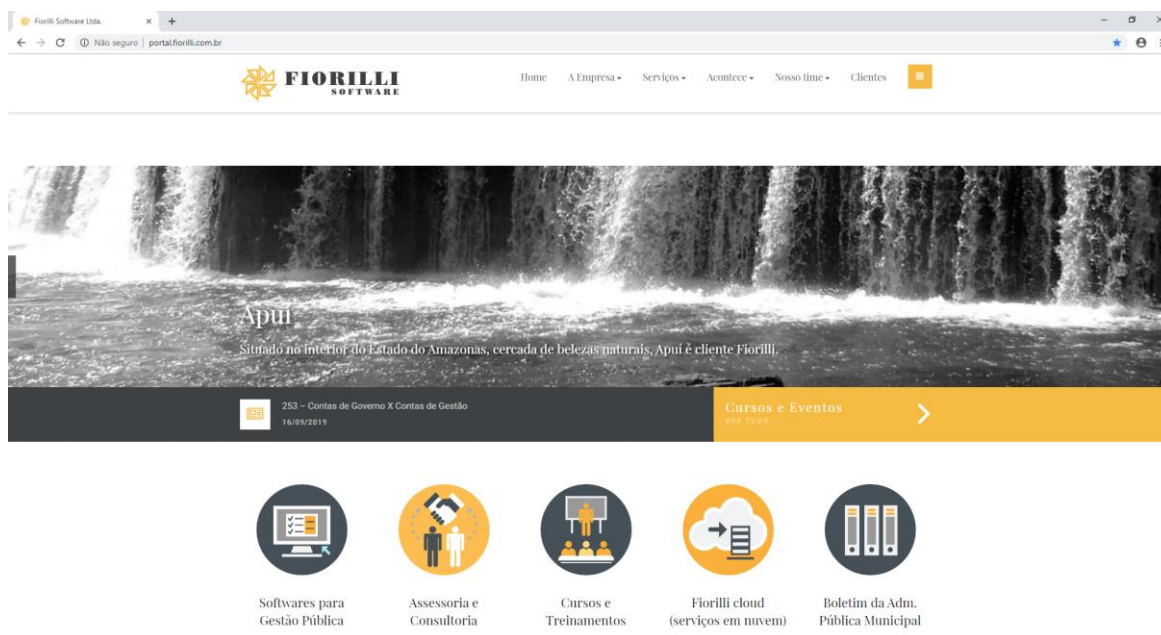 Fiorilli Software Ltda.
Não seguro | portal.fiorilli.com.br
FIORILLI
SOFTWARE
Home A Empresa Serviços Acontece Nosso time Clientes
Apuí
Situado no interior do Estado do Amazonas, cercada de belezas naturais, Apuí é cliente Fiorilli.
253 – Contas de Governo X Contas de Gestão
16/09/2019
Cursos e Eventos
VER TUDO
Softwares para
Gestão Pública
Assessoria e
Consultoria
Cursos e
Treinamentos
Fiorilli cloud
(serviços em nuvem)
Boletim da Adm.
Pública Municipal